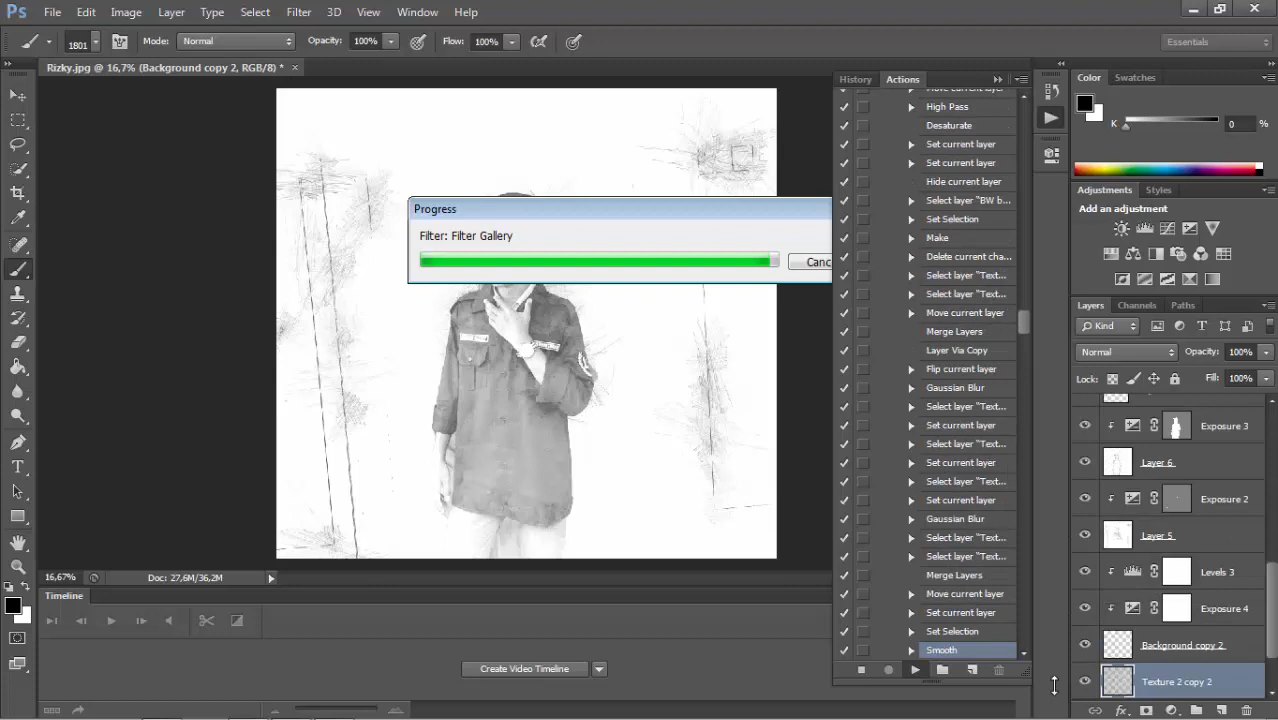 Ps File Edit Image Layer Type Select Filter 3D View Window Help
1801 Mode: Normal Opacity: 100% Flow: 100% Essentials
Rizky.jpg @ 16,7% (Background copy 2, RGB/8) * ×
History Actions
Move current layer
High Pass
Desaturate
Set current layer
Set current layer
Hide current layer
Select layer "BW b...
Set Selection
Make
Delete current cha...
Select layer "Text...
Select layer "Text...
Move current layer
Merge Layers
Layer Via Copy
Flip current layer
Gaussian Blur
Select layer "Text...
Set current layer
Select layer "Text...
Set current layer
Select layer "Text...
Set current layer
Gaussian Blur
Select layer "Text...
Select layer "Text...
Merge Layers
Move current layer
Set current layer
Set Selection
Smooth
Progress
Filter: Filter Gallery
Canc
Color Swatches
K 0 %
Adjustments Styles
Add an adjustment
Layers Channels Paths
Kind
Normal Opacity: 100%
Lock: Fill: 100%
Exposure 3
Layer 6
Exposure 2
Layer 5
Levels 3
Exposure 4
Background copy 2
Texture 2 copy 2
16,67% Doc: 27,6M/36,2M
Timeline
Create Video Timeline